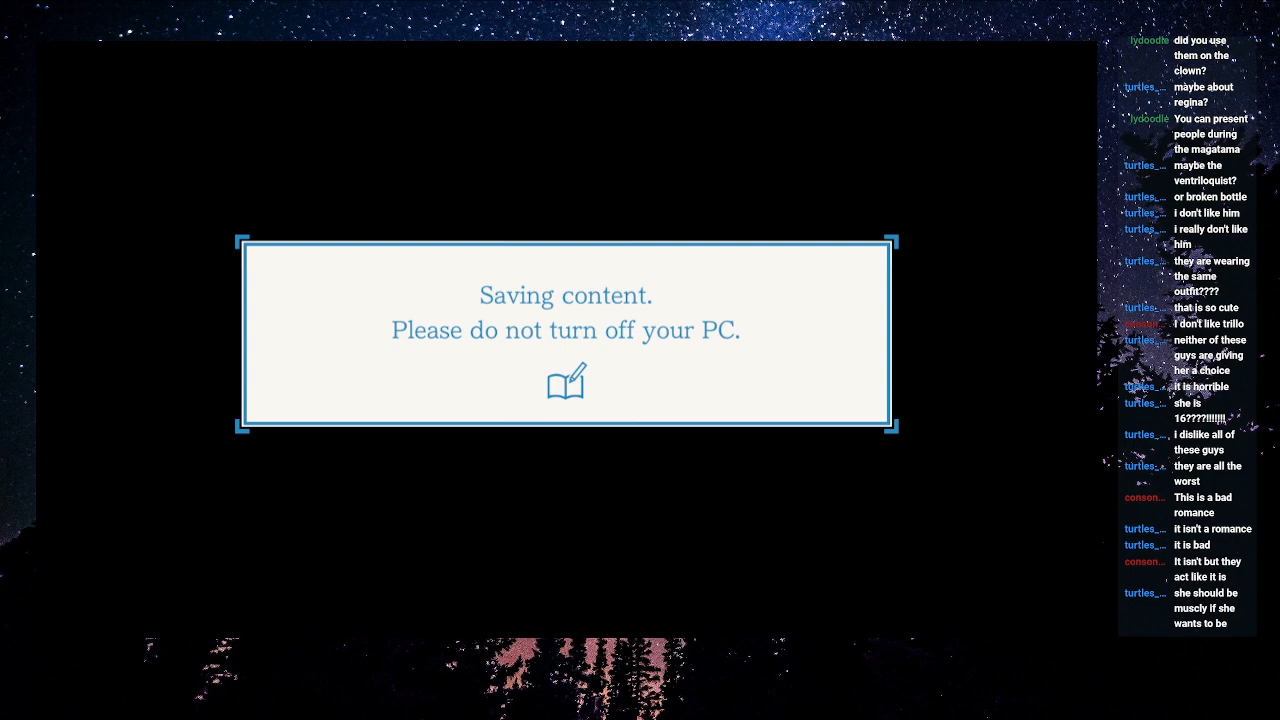 Saving content.
Please do not turn off your PC.
lydoodle did you use
them on the
clown?
turtles_... maybe about
regina?
lydoodle You can present
people during
the magatama
turtles_... maybe the
ventriloquist?
turtles_... or broken bottle
turtles_... i don't like him
turtles_... i really don't like
him
turtles_... they are wearing
the same
outfit????
turtles_... that is so cute
conson... I don't like trillo
turtles_... neither of these
guys are giving
her a choice
turtles_... it is horrible
turtles_... she is
16????!!!!!!!
turtles_... i dislike all of
these guys
turtles_... they are all the
worst
conson... This is a bad
romance
turtles_... it isn't a romance
turtles_... it is bad
conson... It isn't but they
act like it is
turtles_... she should be
muscly if she
wants to be